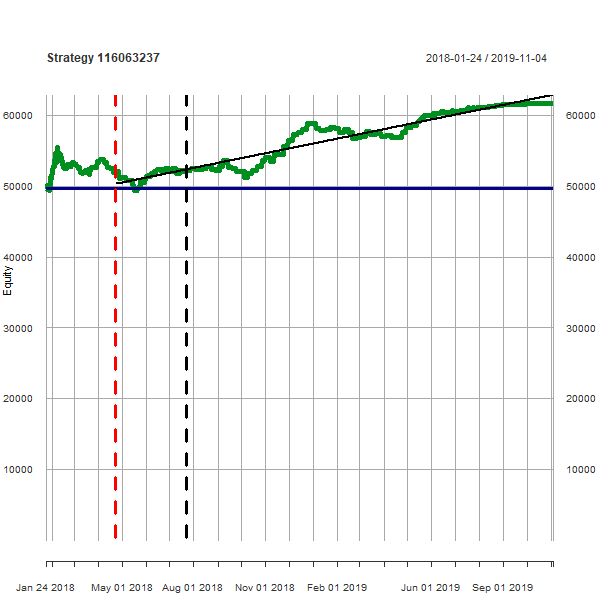 Strategy 116063237
2018-01-24 / 2019-11-04
60000
60000
50000
50000
40000
40000
Equity
30000
30000
20000
20000
10000
10000
Jan 24 2018
May 01 2018
Aug 01 2018
Nov 01 2018
Feb 01 2019
Jun 01 2019
Sep 01 2019